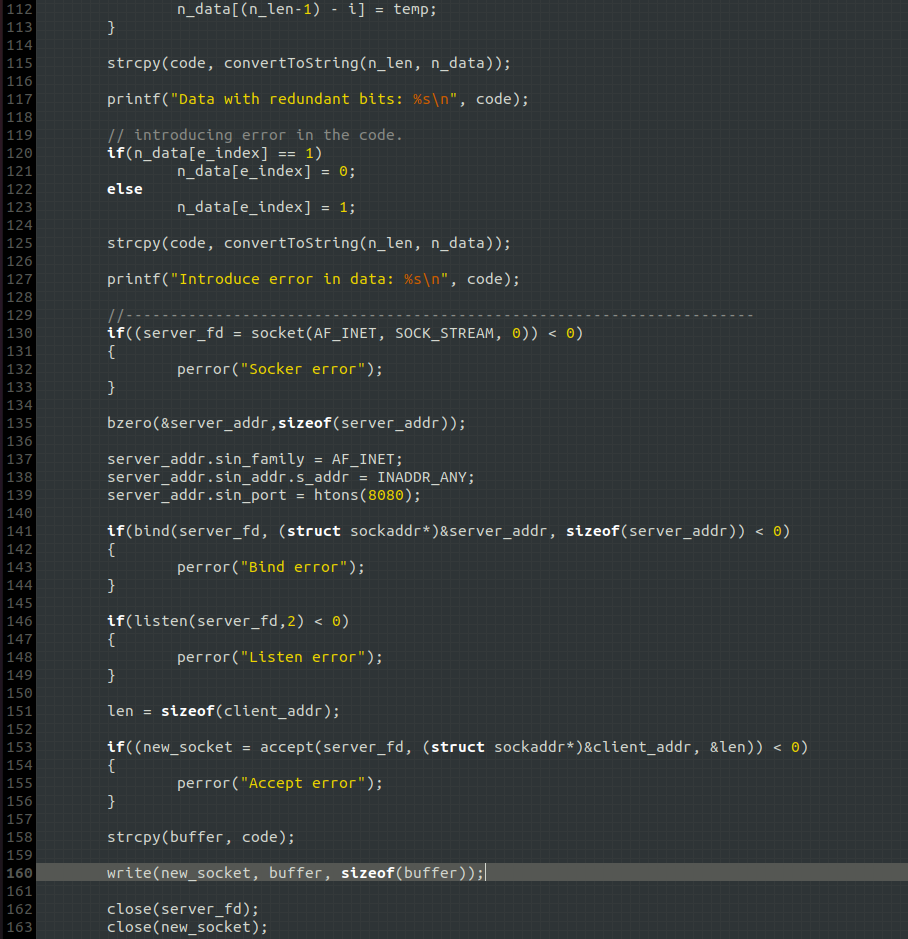 112 n_data[(n_len-1) - i] = temp;
113 }
114
115 strcpy(code, convertToString(n_len, n_data));
116
117 printf("Data with redundant bits: %s\n", code);
118
119 // introducing error in the code.
120 if(n_data[e_index] == 1)
121 n_data[e_index] = 0;
122 else
123 n_data[e_index] = 1;
124
125 strcpy(code, convertToString(n_len, n_data));
126
127 printf("Introduce error in data: %s\n", code);
128
129 //----------------------------------------------------------------------
130 if((server_fd = socket(AF_INET, SOCK_STREAM, 0)) < 0)
131 {
132 perror("Socker error");
133 }
134
135 bzero(&server_addr,sizeof(server_addr));
136
137 server_addr.sin_family = AF_INET;
138 server_addr.sin_addr.s_addr = INADDR_ANY;
139 server_addr.sin_port = htons(8080);
140
141 if(bind(server_fd, (struct sockaddr*)&server_addr, sizeof(server_addr)) < 0)
142 {
143 perror("Bind error");
144 }
145
146 if(listen(server_fd,2) < 0)
147 {
148 perror("Listen error");
149 }
150
151 len = sizeof(client_addr);
152
153 if((new_socket = accept(server_fd, (struct sockaddr*)&client_addr, &len)) < 0)
154 {
155 perror("Accept error");
156 }
157
158 strcpy(buffer, code);
159
160 write(new_socket, buffer, sizeof(buffer));
161
162 close(server_fd);
163 close(new_socket);